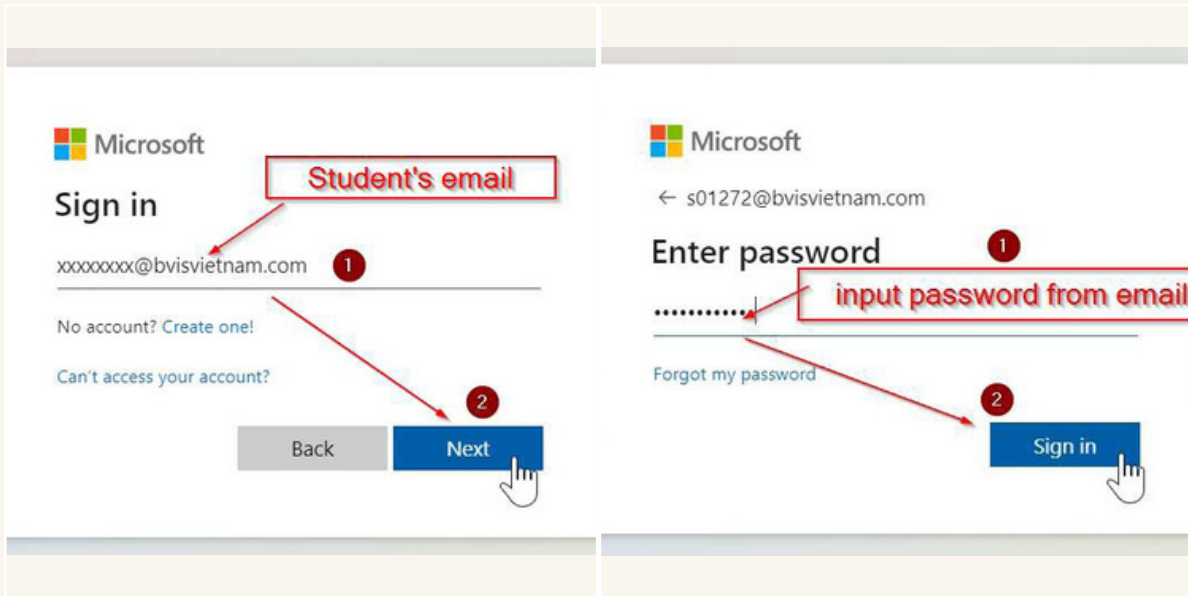 Microsoft
Student's email
Sign in
xxxxxxxx@bvisvietnam.com
1
No account? Create one!
Can't access your account?
2
Back
Next
Microsoft
← s01272@bvisvietnam.com
Enter password
1
input password from email
•••••••••••
Forgot my password
2
Sign in